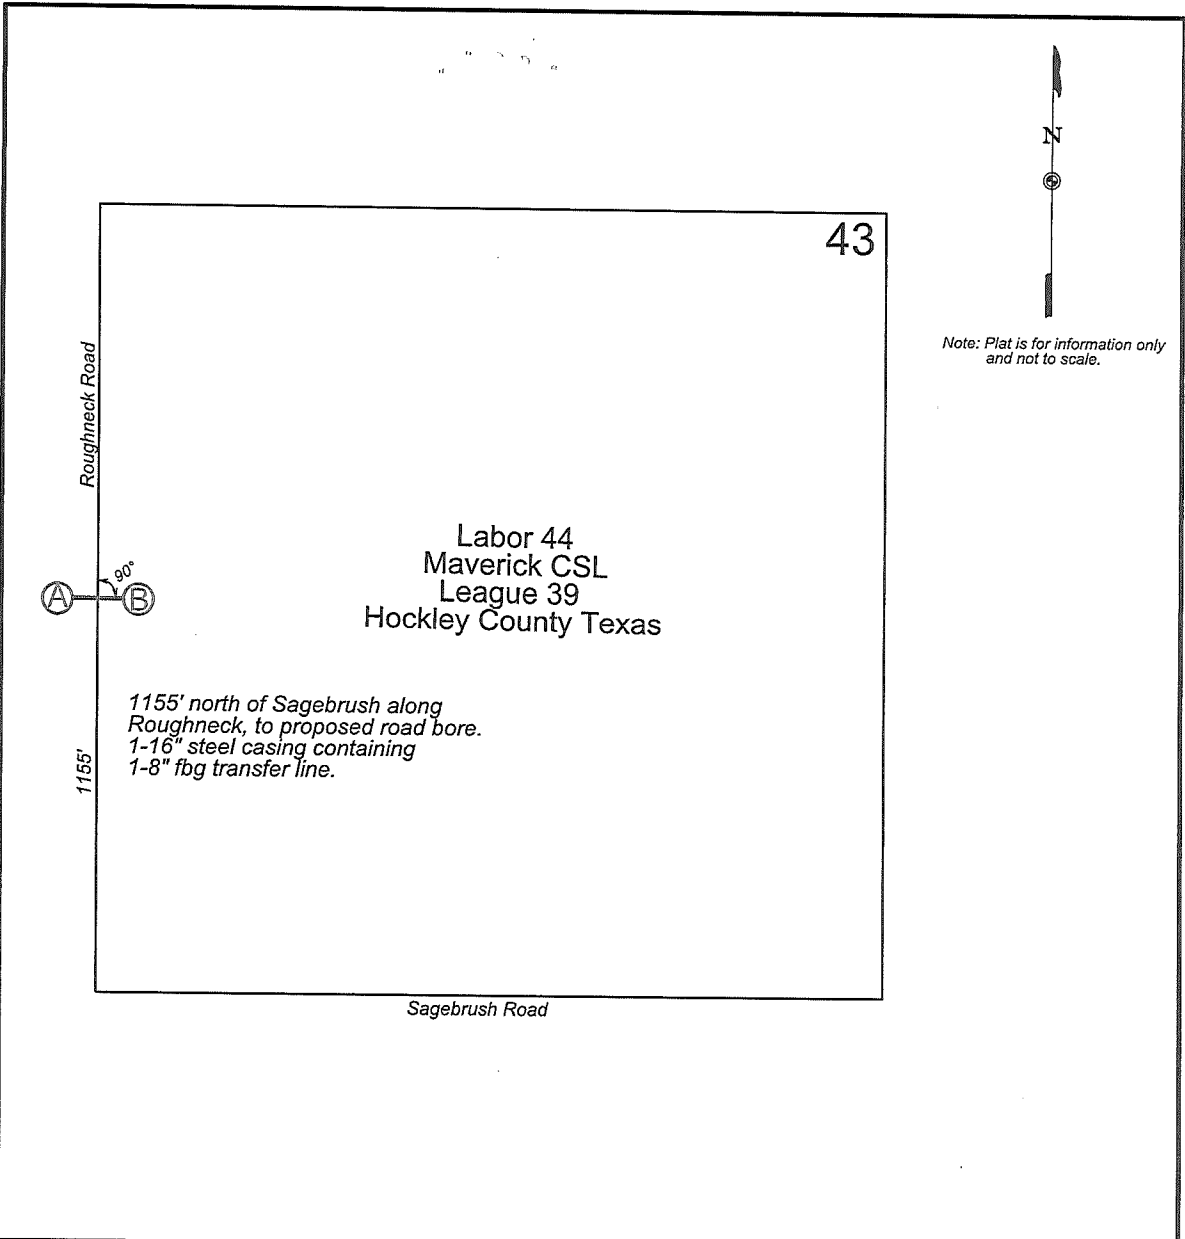 N
43
Note: Plat is for information only
and not to scale.
Roughneck Road
Labor 44
Maverick CSL
League 39
Hockley County Texas
90°
A
B
1155' north of Sagebrush along
Roughneck, to proposed road bore.
1-16" steel casing containing
1-8" fbg transfer line.
1155'
Sagebrush Road